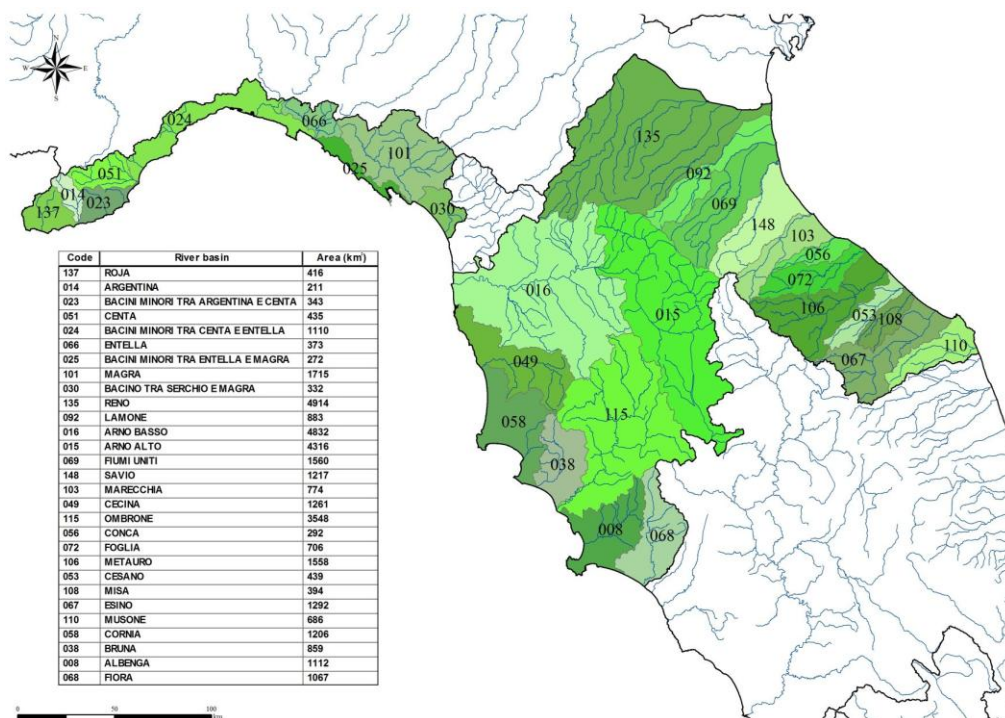 N
W E
S
024
066
101
025
051
014
137
023
030
135
092
069
148
103
056
072
106
053
108
067
110
016
015
049
115
058
038
008
068
Code River basin Area (km²)
137 ROJA 416
014 ARGENTINA 211
023 BACINI MINORI TRA ARGENTINA E CENTA 343
051 CENTA 435
024 BACINI MINORI TRA CENTA E ENTELLA 1110
066 ENTELLA 373
025 BACINI MINORI TRA ENTELLA E MAGRA 272
101 MAGRA 1715
030 BACINO TRA SERCHIO E MAGRA 332
135 RENO 4914
092 LAMONE 883
016 ARNO BASSO 4832
015 ARNO ALTO 4316
069 FIUMI UNITI 1560
148 SAVIO 1217
103 MARECCHIA 774
049 CECINA 1261
115 OMBRONE 3548
056 CONCA 292
072 FOGLIA 706
106 METAURO 1558
053 CESANO 439
108 MISA 394
067 ESINO 1292
110 MUSONE 686
058 CORNIA 1206
038 BRUNA 859
008 ALBENGA 1112
068 FIORA 1067
0 50 100
Km